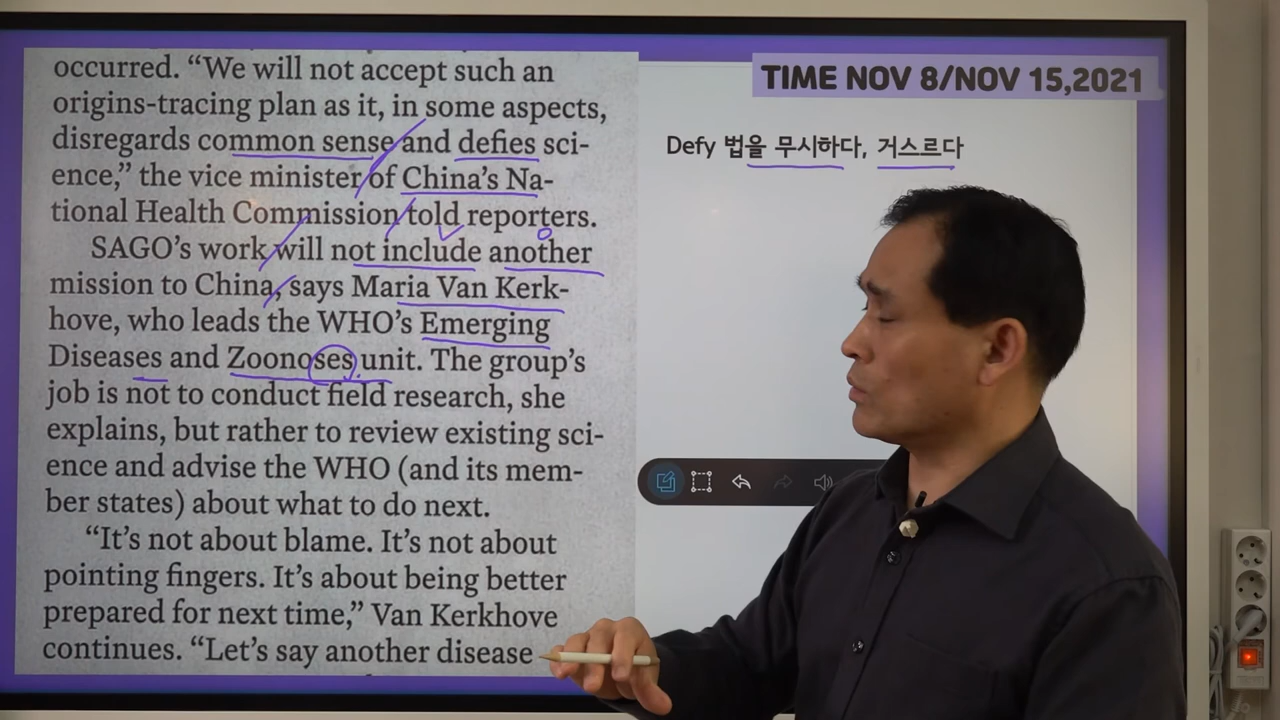 occurred. “We will not accept such an
origins-tracing plan as it, in some aspects,
disregards common sense and defies sci-
ence,” the vice minister of China’s Na-
tional Health Commission told reporters.
SAGO’s work will not include another
mission to China, says Maria Van Kerk-
hove, who leads the WHO’s Emerging
Diseases and Zoonoses unit. The group’s
job is not to conduct field research, she
explains, but rather to review existing sci-
ence and advise the WHO (and its mem-
ber states) about what to do next.
“It’s not about blame. It’s not about
pointing fingers. It’s about being better
prepared for next time,” Van Kerkhove
continues. “Let’s say another disease
TIME NOV 8/NOV 15,2021
Defy 법을 무시하다, 거스르다